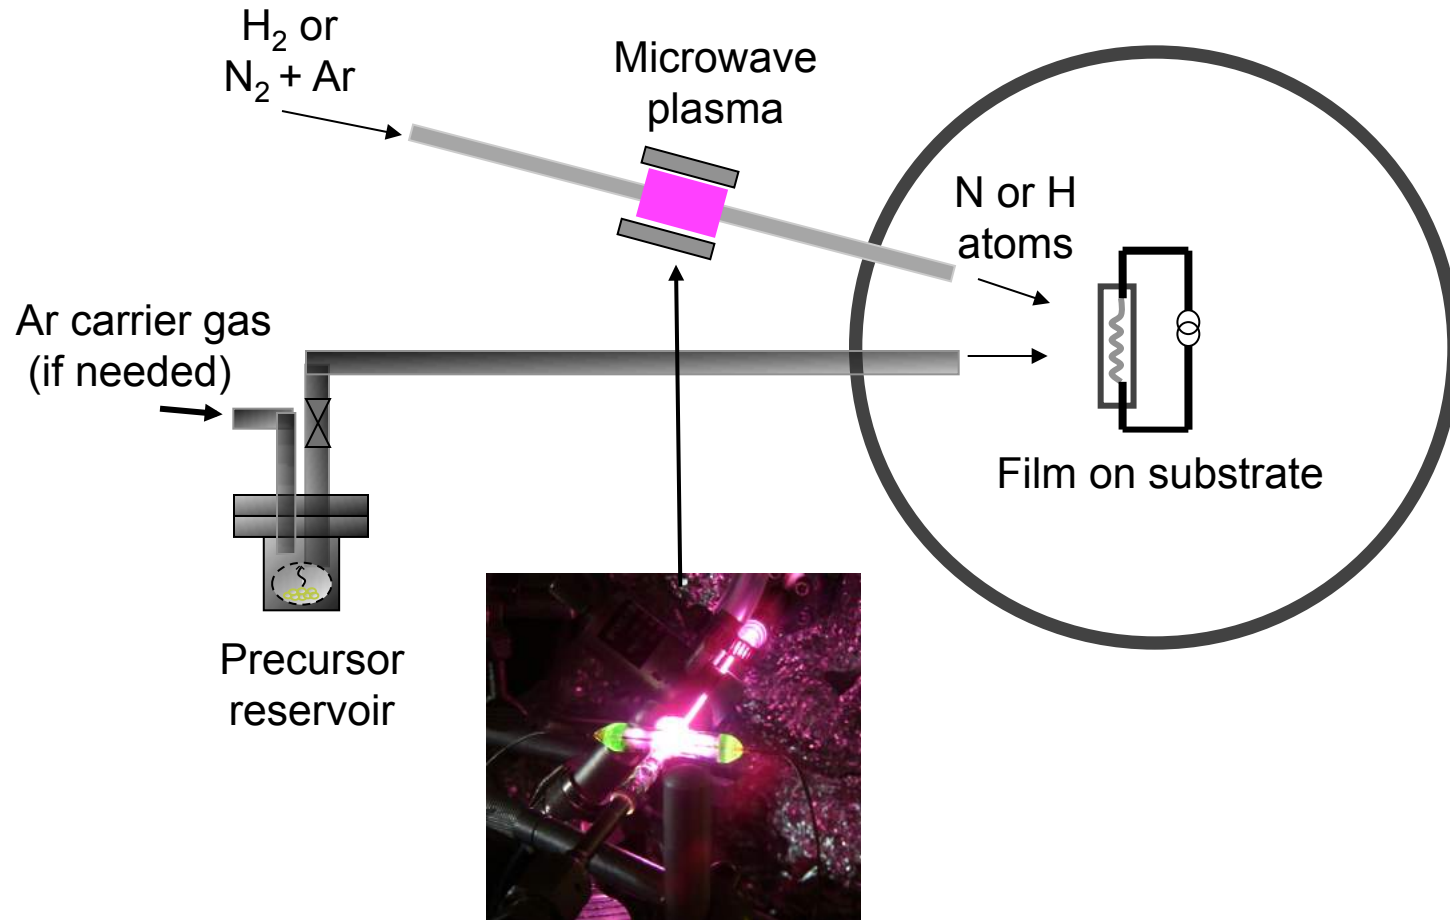 H₂ or
N₂ + Ar
Microwave
plasma
N or H
atoms
Ar carrier gas
(if needed)
Film on substrate
Precursor
reservoir